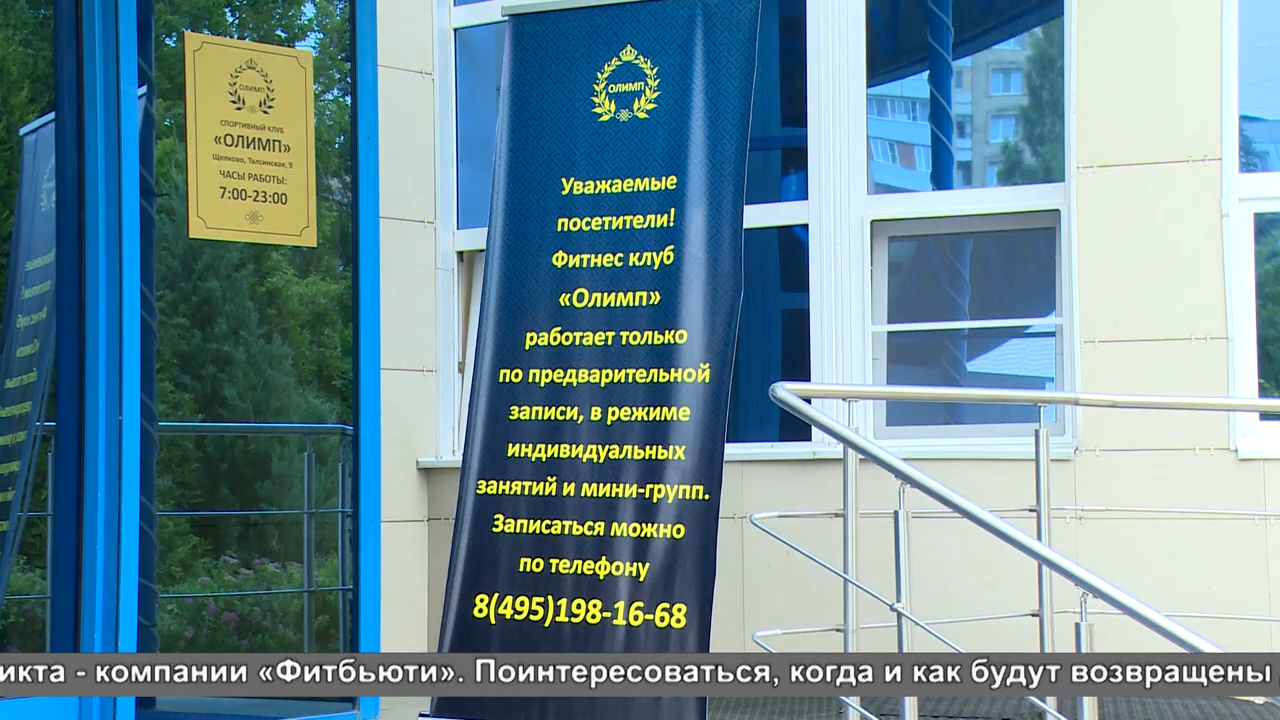 ОЛИМП
СПОРТИВНЫЙ КЛУБ
«ОЛИМП»
Щелково, Талсинская, 9
ЧАСЫ РАБОТЫ:
7:00-23:00
ОЛИМП
Уважаемые
посетители!
Фитнес клуб
«Олимп»
работает только
по предварительной
записи, в режиме
индивидуальных
занятий и мини-групп.
Записаться можно
по телефону
8(495)198-16-68
икта - компании «Фитбьюти». Поинтересоваться, когда и как будут возвращены